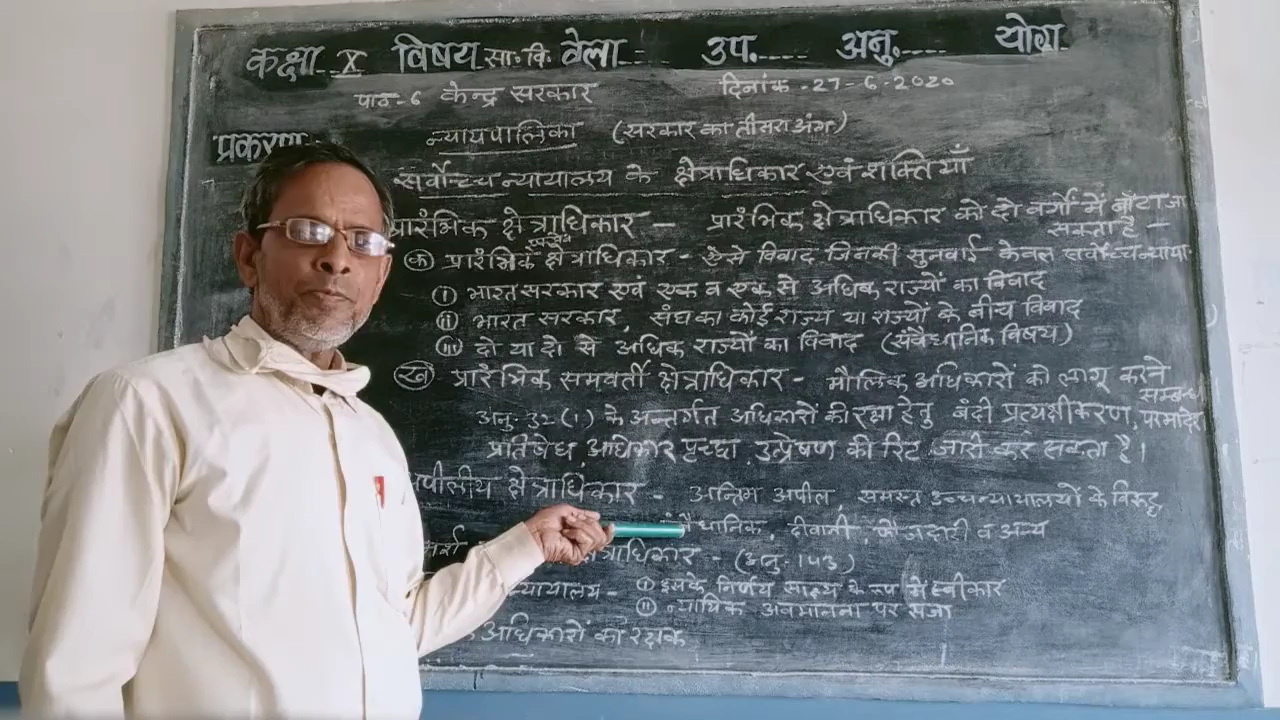 कक्षा...X विषय सा. वि. वेला.... उप.... अनु..... योग
पाठ-6 केन्द्र सरकार दिनांक - 27-6-2020
प्रकरण न्यायपालिका (सरकार का तीसरा अंग)
सर्वोच्च न्यायालय के क्षेत्राधिकार एवं शक्तियाँ
प्रारंभिक क्षेत्राधिकार - प्रारंभिक क्षेत्राधिकार को दो वर्गो में बाँटा जा
सकता है -
(क) प्रारंभिक क्षेत्राधिकार - ऐसे विवाद जिनकी सुनवाई केवल सर्वोच्च न्याया.
(i) भारत सरकार एवं एक व एक से अधिक राज्यों का विवाद
(ii) भारत सरकार, संघ का कोई राज्य या राज्यों के बीच विवाद
(iii) दो या दो से अधिक राज्यों का विवाद (संवैधानिक विषय)
(ख) प्रारंभिक समवर्ती क्षेत्राधिकार - मौलिक अधिकारों को लागू करने
सम्बन्ध
अनु. 32(1) के अन्तर्गत अधिकारों की रक्षा हेतु बंदी प्रत्यक्षीकरण, परमादेश
प्रतिषेध, अधिकार पृच्छा, उत्प्रेषण की रिट जारी कर सकता है।
पीलीय क्षेत्राधिकार - अन्तिम अपील, समस्त उच्च न्यायालयों के विरुद्ध
संवैधानिक, दीवानी, फौजदारी व अन्य
क्षेत्राधिकार - (अनु. 143)
न्यायालय - (i) इसके निर्णय साक्ष्य के रूप में स्वीकार
(ii) न्यायिक अवमानना पर सजा
अधिकारों का रक्षक